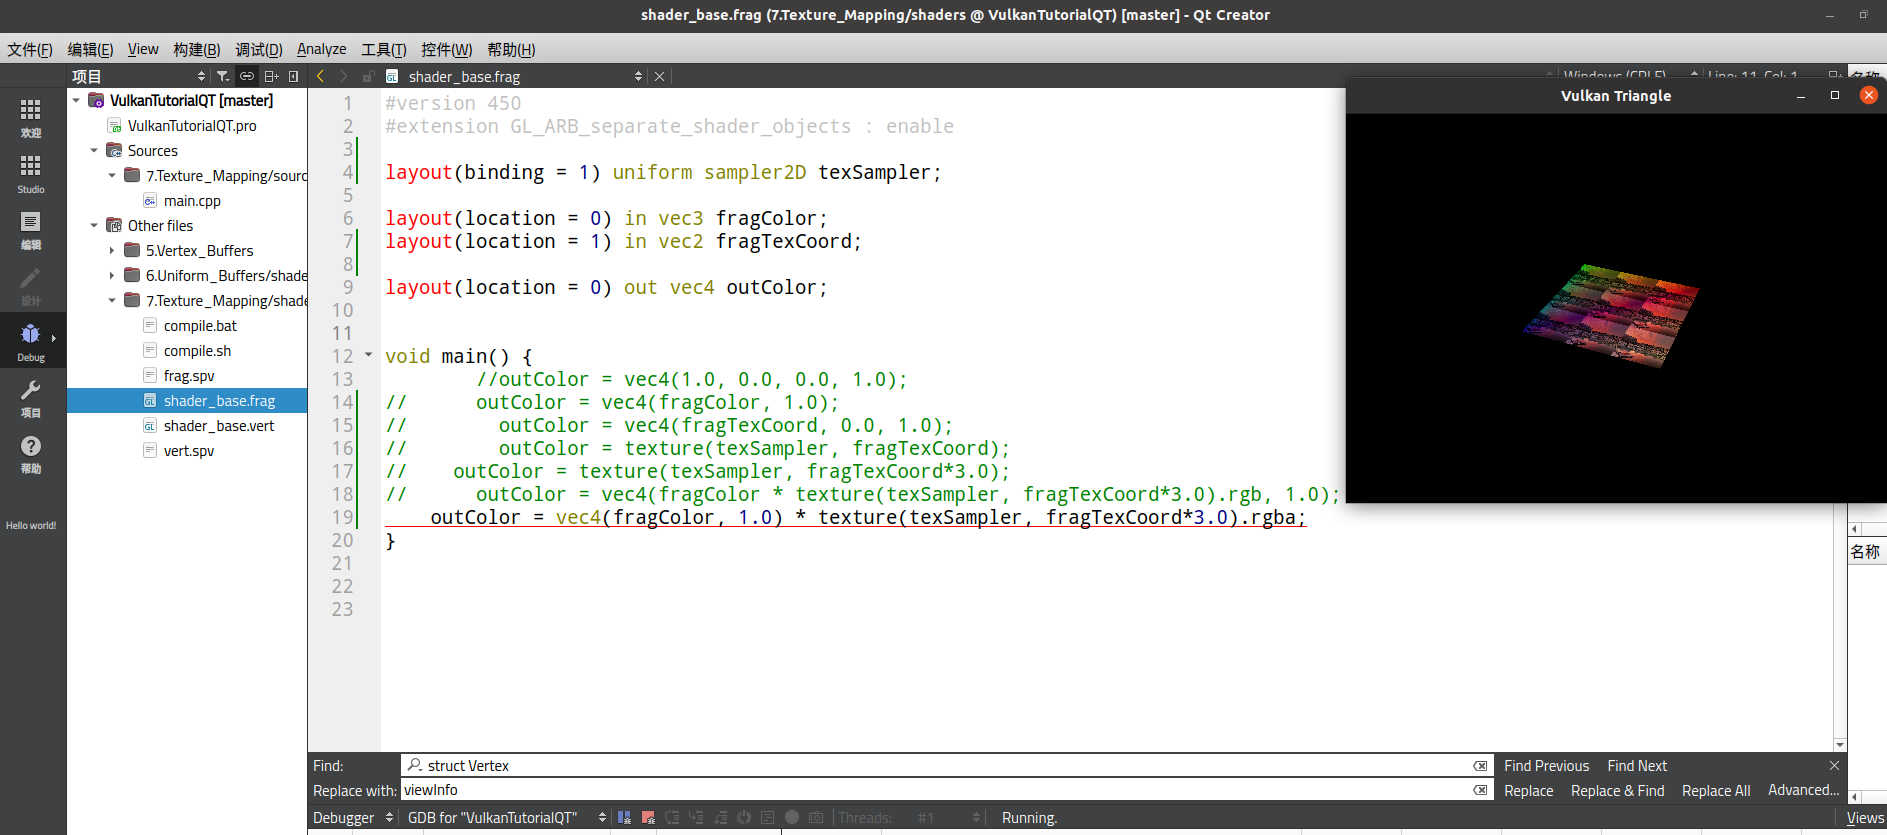 shader_base.frag (7.Texture_Mapping/shaders @ VulkanTutorialQT) [master] - Qt Creator
文件(F) 编辑(E) View 构建(B) 调试(D) Analyze 工具(T) 控件(W) 帮助(H)
项目
shader_base.frag
Windows (CRLF) Line: 11, Col: 1
名称
欢迎
Studio
编辑
设计
Debug
项目
帮助
Hello world!
VulkanTutorialQT [master]
VulkanTutorialQT.pro
Sources
7.Texture_Mapping/sourc
main.cpp
Other files
5.Vertex_Buffers
6.Uniform_Buffers/shade
7.Texture_Mapping/shade
compile.bat
compile.sh
frag.spv
shader_base.frag
shader_base.vert
vert.spv
1 #version 450
2 #extension GL_ARB_separate_shader_objects : enable
3
4 layout(binding = 1) uniform sampler2D texSampler;
5
6 layout(location = 0) in vec3 fragColor;
7 layout(location = 1) in vec2 fragTexCoord;
8
9 layout(location = 0) out vec4 outColor;
10
11
12 void main() {
13 //outColor = vec4(1.0, 0.0, 0.0, 1.0);
14 // outColor = vec4(fragColor, 1.0);
15 // outColor = vec4(fragTexCoord, 0.0, 1.0);
16 // outColor = texture(texSampler, fragTexCoord);
17 // outColor = texture(texSampler, fragTexCoord*3.0);
18 // outColor = vec4(fragColor * texture(texSampler, fragTexCoord*3.0).rgb, 1.0);
19 outColor = vec4(fragColor, 1.0) * texture(texSampler, fragTexCoord*3.0).rgba;
20 }
21
22
23
Vulkan Triangle
名称
Find: struct Vertex Find Previous Find Next
Replace with: viewInfo Replace Replace & Find Replace All Advanced...
Debugger GDB for "VulkanTutorialQT" Threads: #1 Running. Views